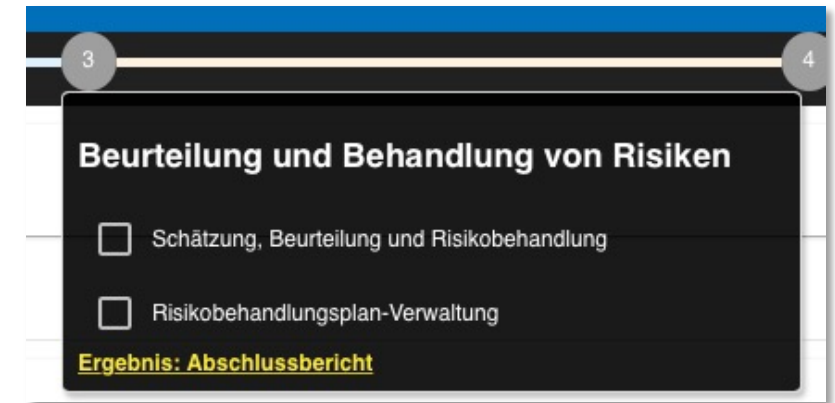 3
4
Beurteilung und Behandlung von Risiken
Schätzung, Beurteilung und Risikobehandlung
Risikobehandlungsplan-Verwaltung
Ergebnis: Abschlussbericht